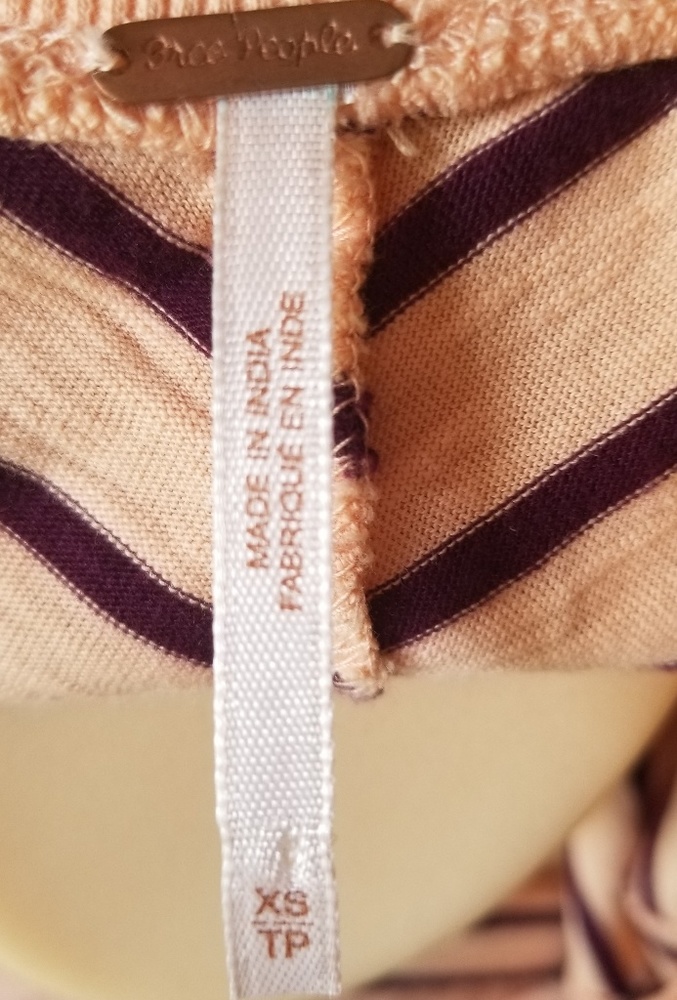 Free People
MADE IN INDIA
FABRIQUÉ EN INDE
XS
TP